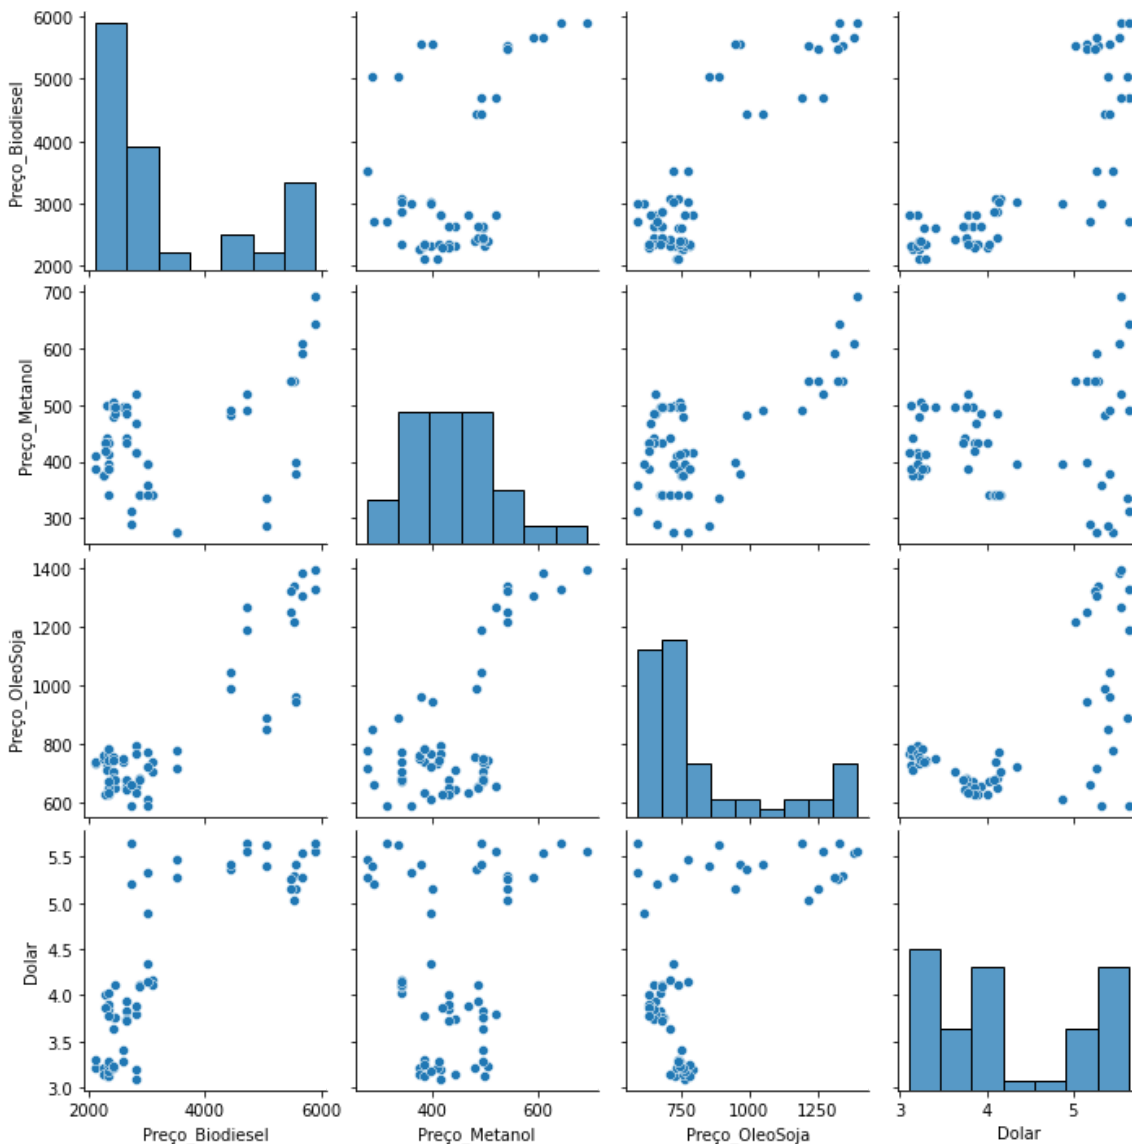 6000
5000
4000
3000
2000
Preço_Biodiesel
700
600
500
400
300
Preço_Metanol
1400
1200
1000
800
600
Preço_OleoSoja
5.5
5.0
4.5
4.0
3.5
3.0
Dolar
2000 4000 6000
400 600
750 1000 1250
3 4 5
Preço_Biodiesel Preço_Metanol Preço_OleoSoja Dolar